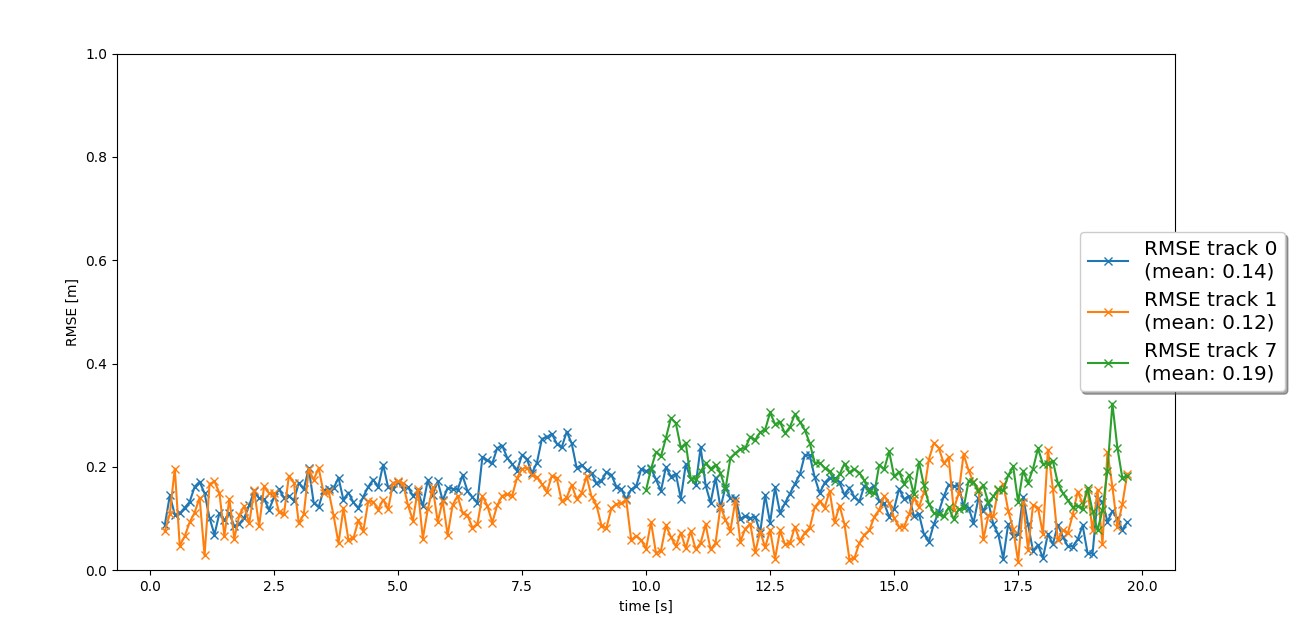 1.0
0.8
0.6
0.4
0.2
0.0
RMSE [m]
0.0 2.5 5.0 7.5 10.0 12.5 15.0 17.5 20.0
time [s]
RMSE track 0
(mean: 0.14)
RMSE track 1
(mean: 0.12)
RMSE track 7
(mean: 0.19)